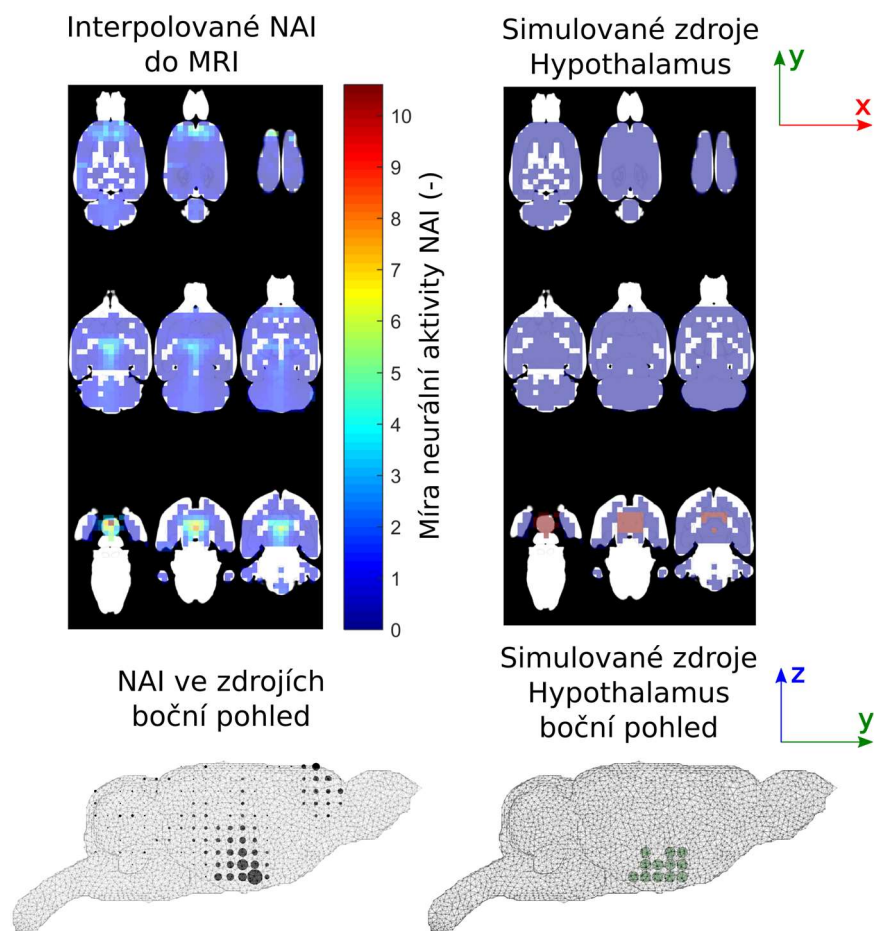 Interpolované NAI
do MRI
Simulované zdroje
Hypothalamus
y
x
10
9
8
7
6
5
4
3
2
1
0
Míra neurální aktivity NAI (-)
NAI ve zdrojích
boční pohled
Simulované zdroje
Hypothalamus
boční pohled
z
y